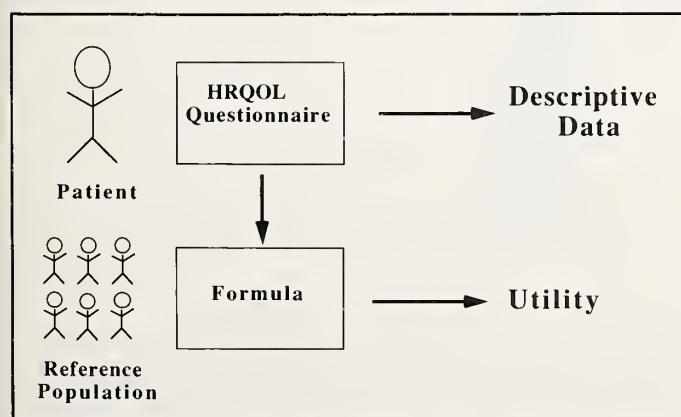 HRQOL
Questionnaire
Descriptive
Data
Patient
Formula
Utility
Reference
Population